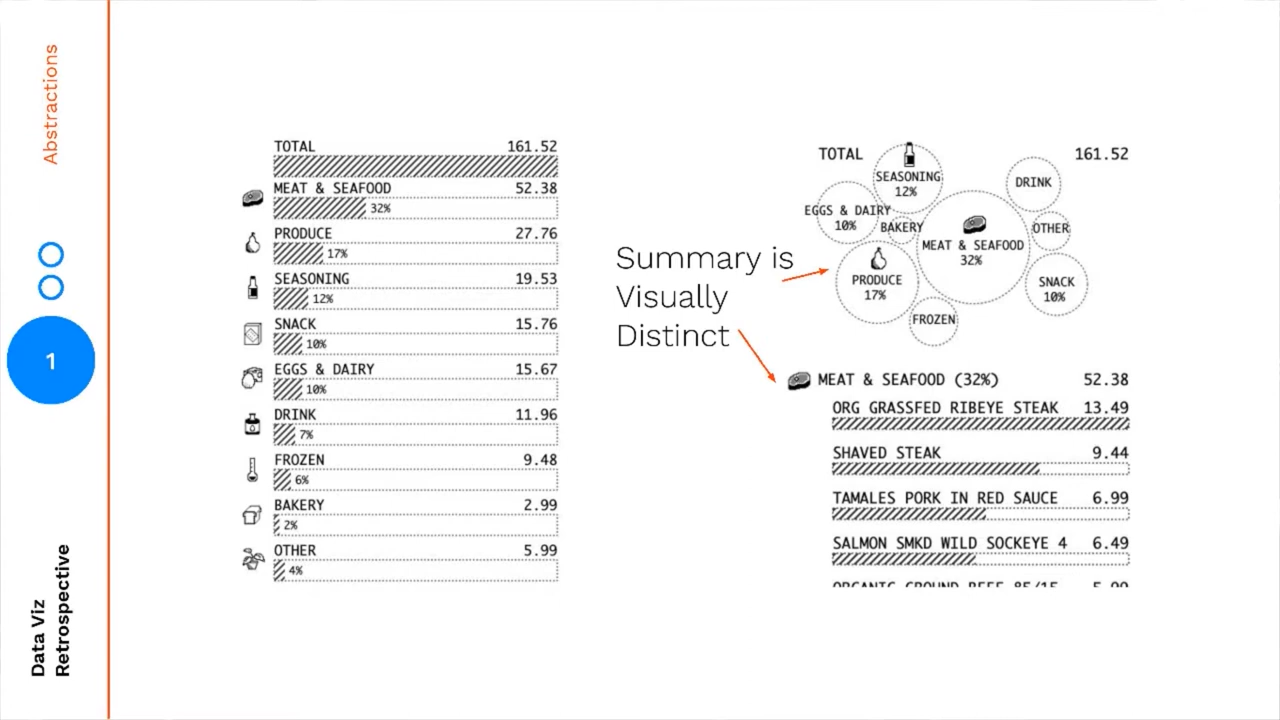 Abstractions
1
Data Viz
Retrospective
TOTAL 161.52
MEAT & SEAFOOD 52.38
32%
PRODUCE 27.76
17%
SEASONING 19.53
12%
SNACK 15.76
10%
EGGS & DAIRY 15.67
10%
DRINK 11.96
7%
FROZEN 9.48
6%
BAKERY 2.99
2%
OTHER 5.99
4%
Summary is
Visually
Distinct
TOTAL 161.52
SEASONING
12%
DRINK
EGGS & DAIRY
10%
BAKERY
OTHER
MEAT & SEAFOOD
32%
PRODUCE
17%
SNACK
10%
FROZEN
MEAT & SEAFOOD (32%) 52.38
ORG GRASSFED RIBEYE STEAK 13.49
SHAVED STEAK 9.44
TAMALES PORK IN RED SAUCE 6.99
SALMON SMKD WILD SOCKEYE 4 6.49